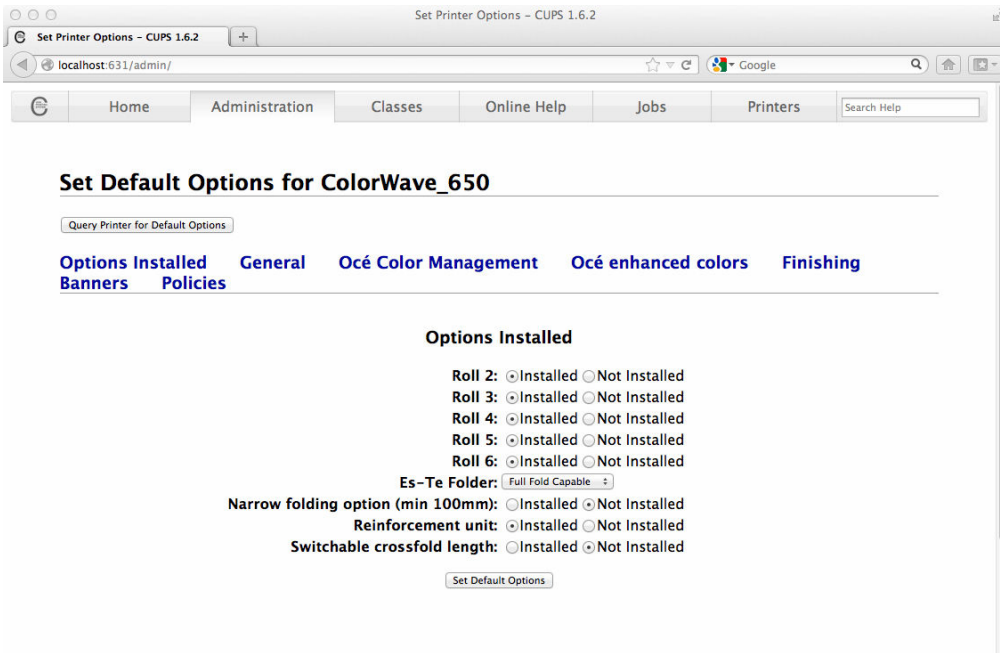 Set Printer Options – CUPS 1.6.2
Set Printer Options – CUPS 1.6.2
localhost:631/admin/
Google
Home Administration Classes Online Help Jobs Printers Search Help
Set Default Options for ColorWave_650
Query Printer for Default Options
Options Installed General Océ Color Management Océ enhanced colors Finishing
Banners Policies
Options Installed
Roll 2: Installed Not Installed
Roll 3: Installed Not Installed
Roll 4: Installed Not Installed
Roll 5: Installed Not Installed
Roll 6: Installed Not Installed
Es-Te Folder: Full Fold Capable
Narrow folding option (min 100mm): Installed Not Installed
Reinforcement unit: Installed Not Installed
Switchable crossfold length: Installed Not Installed
Set Default Options